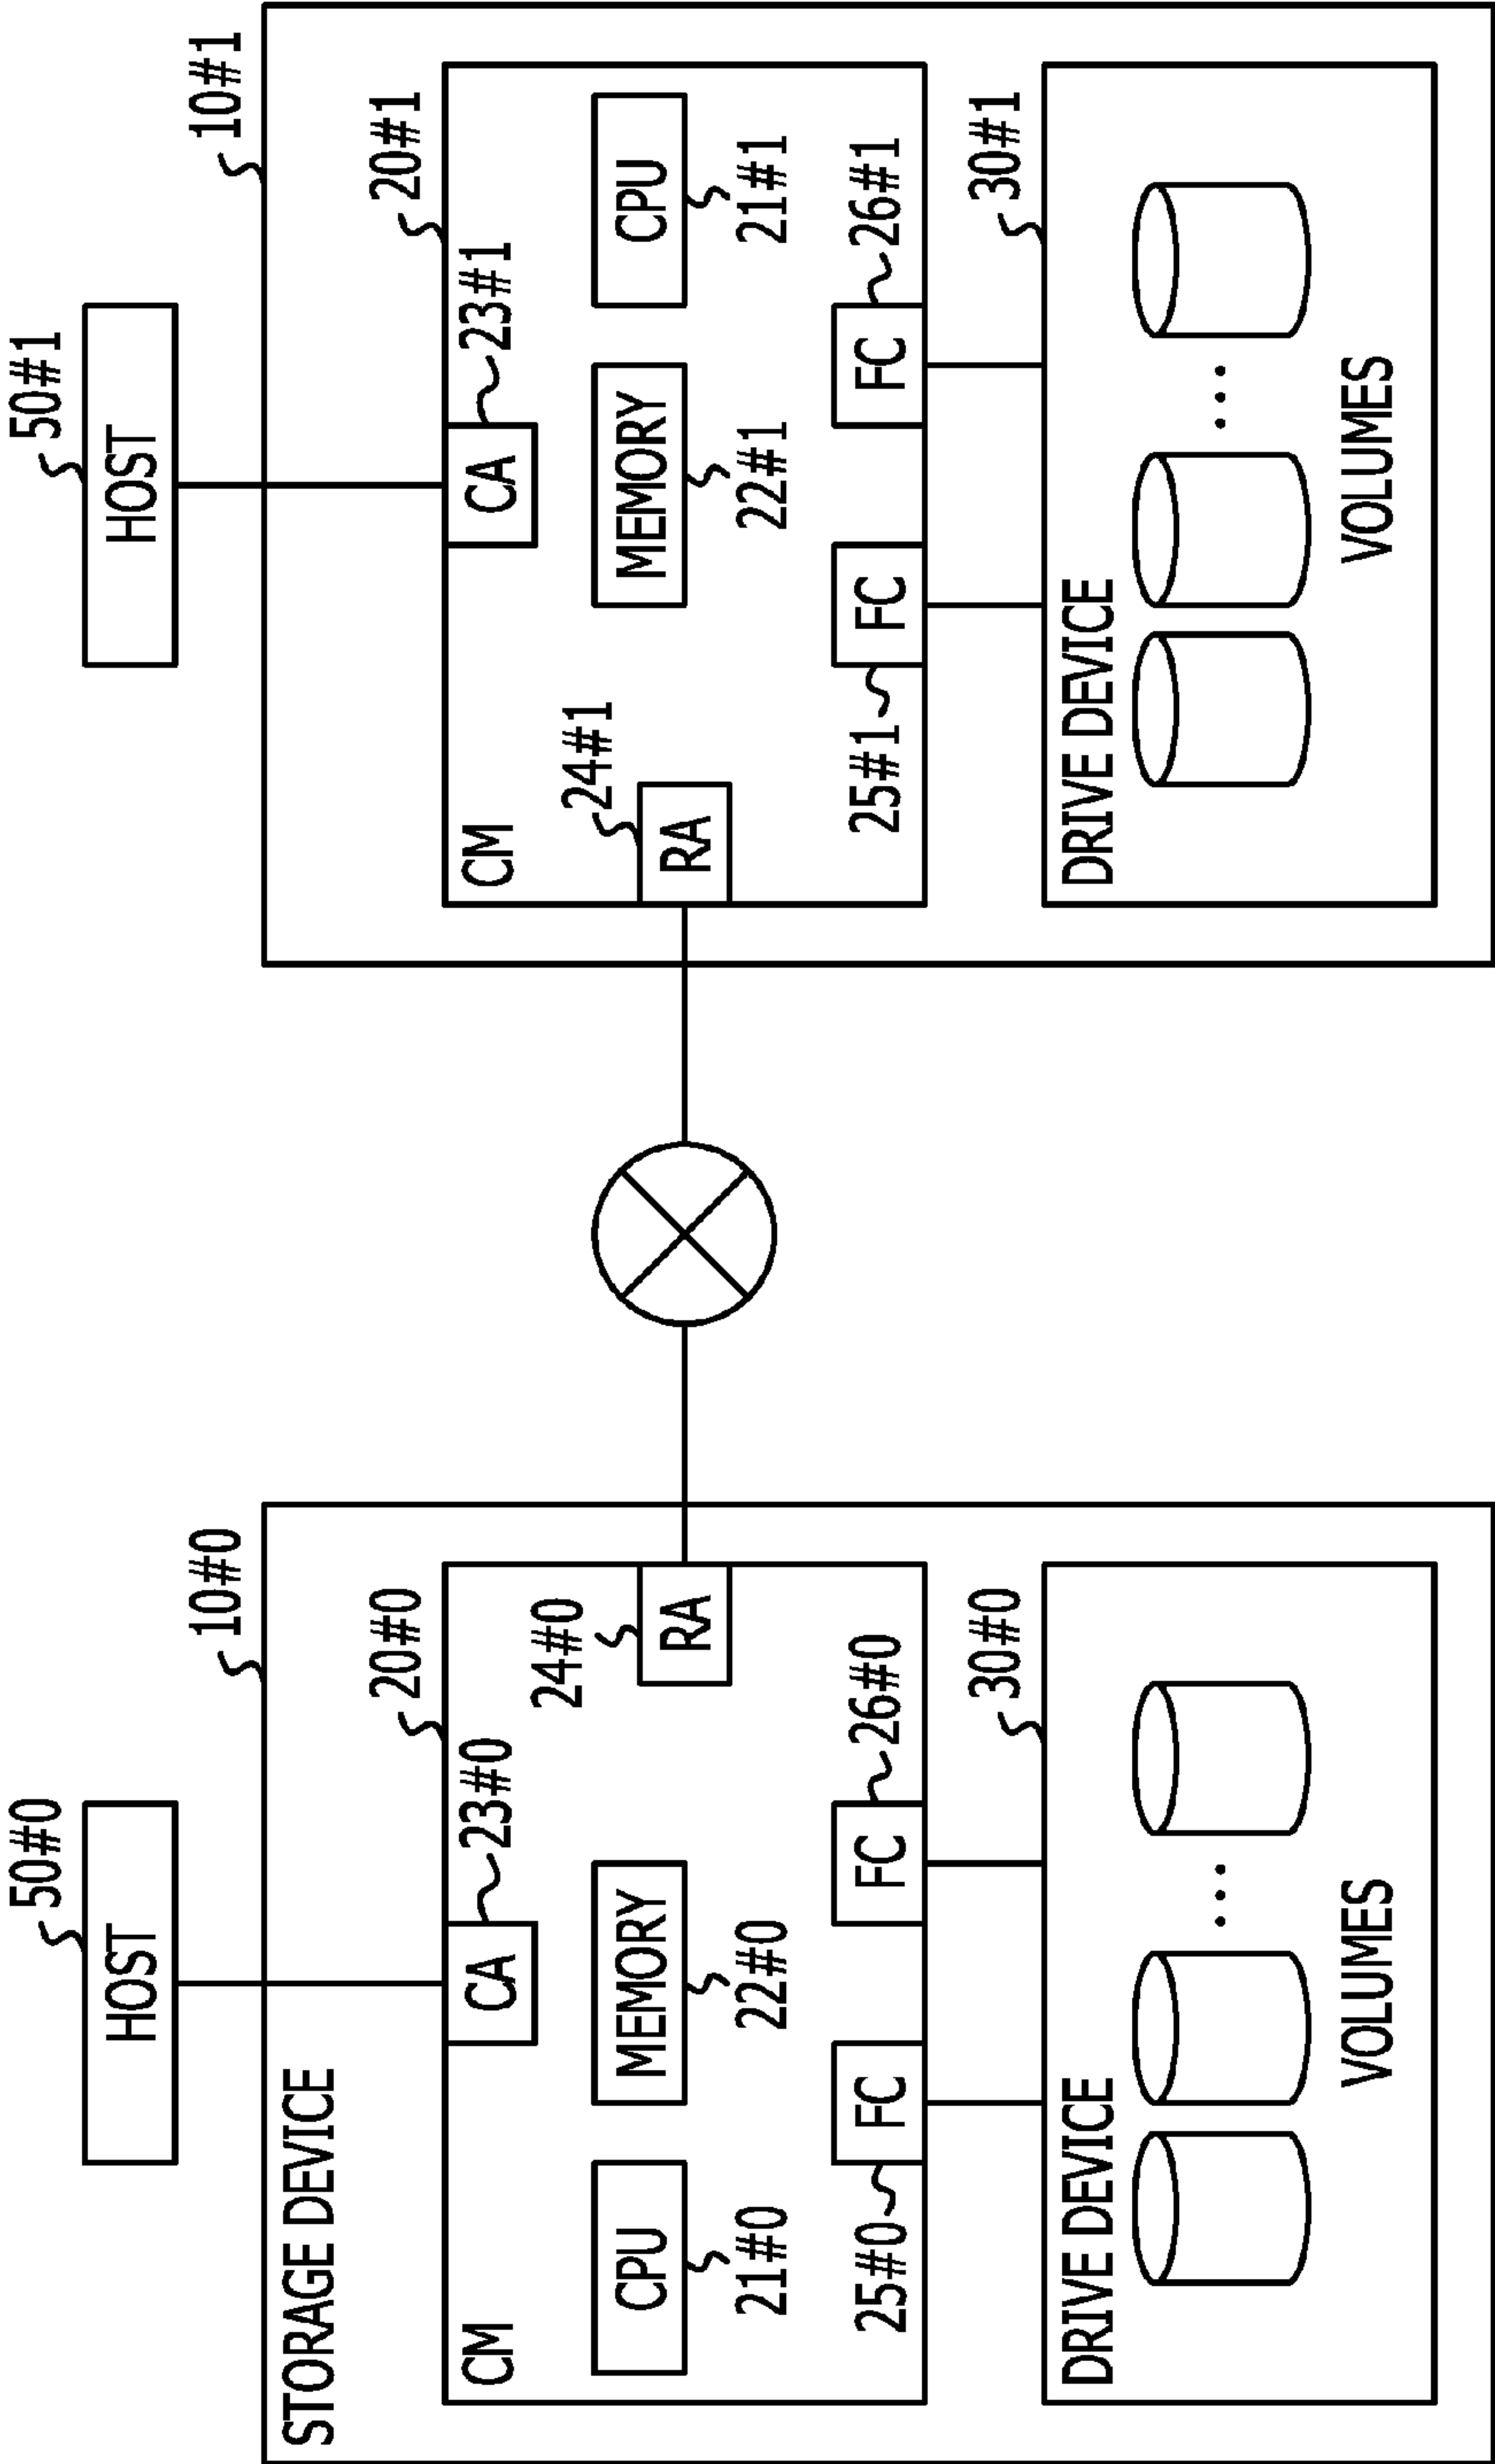 50#0
HOST
10#0
STORAGE DEVICE
20#0
CM
CA
23#0
24#0
RA
CPU
21#0
MEMORY
22#0
25#0
FC
FC
26#0
30#0
DRIVE DEVICE
...
VOLUMES
50#1
HOST
10#1
20#1
CM
CA
23#1
24#1
RA
MEMORY
22#1
CPU
21#1
25#1
FC
FC
26#1
30#1
DRIVE DEVICE
...
VOLUMES